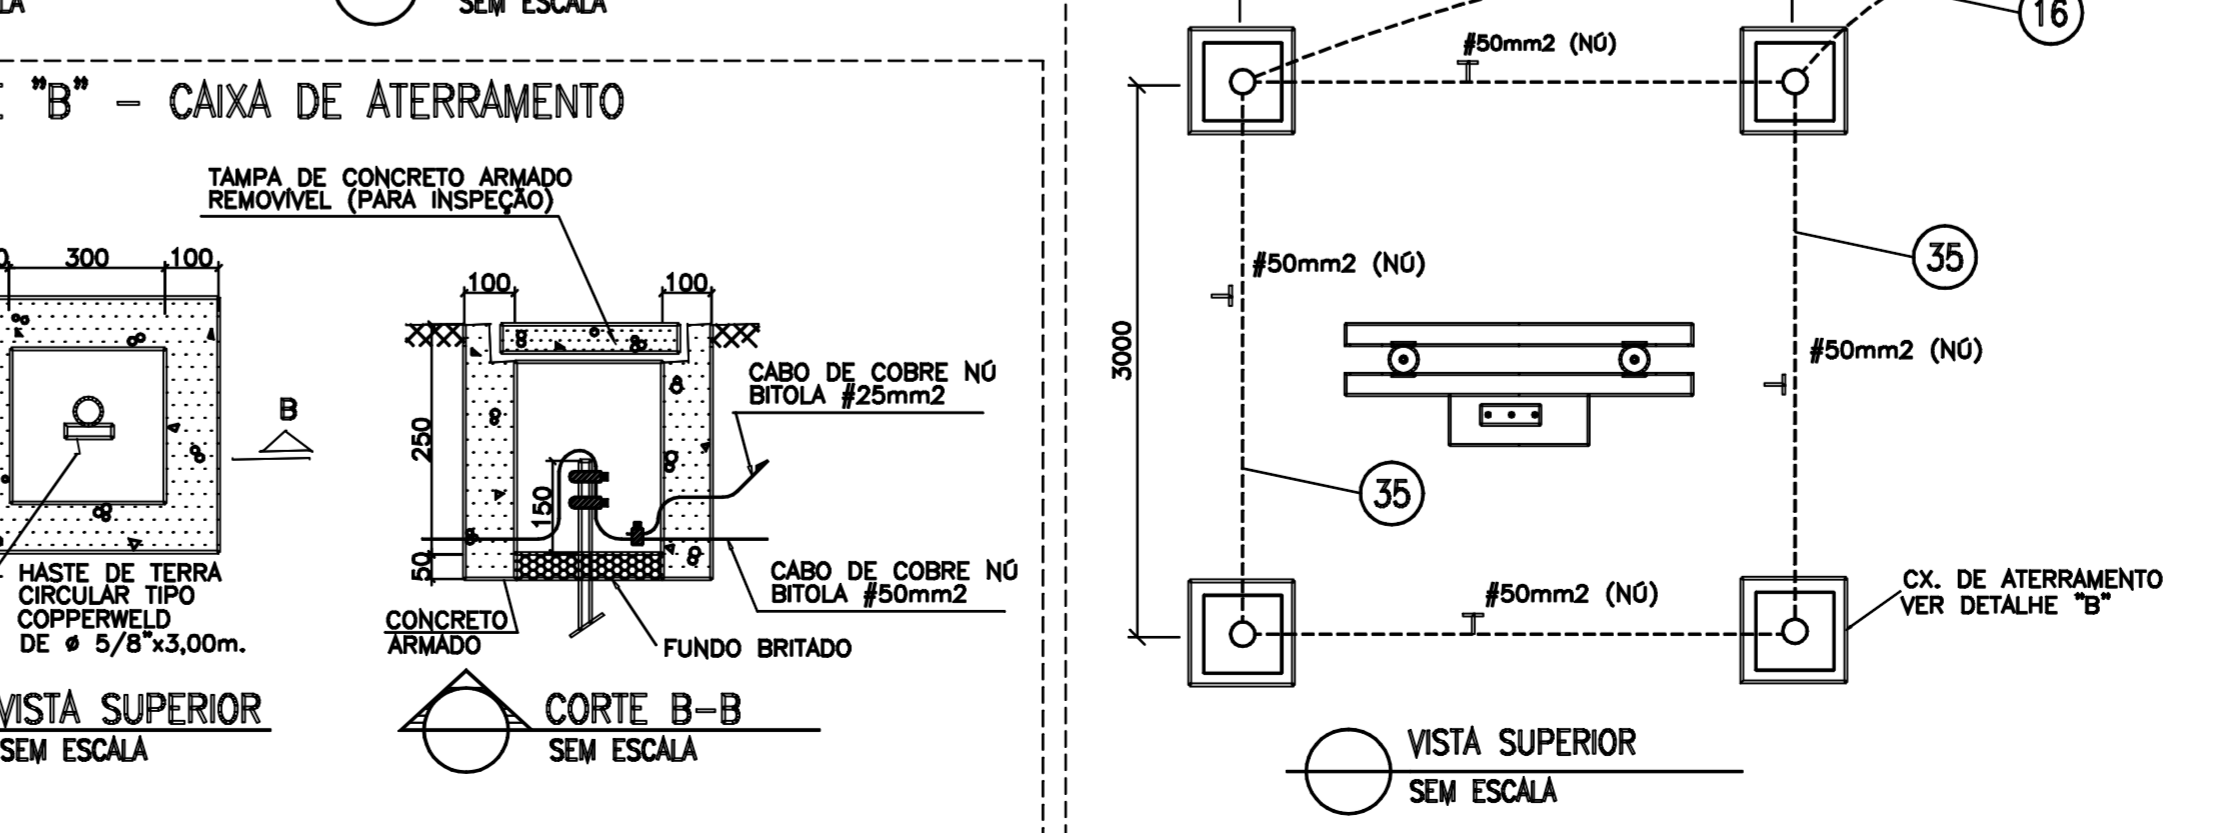 SEM ESCALA
"B" - CAIXA DE ATERRAMENTO
TAMPA DE CONCRETO ARMADO
REMOVÍVEL (PARA INSPEÇÃO)
300
100
B
HASTE DE TERRA
CIRCULAR TIPO
COPPERWELD
DE ø 5/8"x3,00m.
VISTA SUPERIOR
SEM ESCALA
100
100
250
150
50
CABO DE COBRE NÚ
BITOLA #25mm2
CABO DE COBRE NÚ
BITOLA #50mm2
CONCRETO
ARMADO
FUNDO BRITADO
CORTE B-B
SEM ESCALA
16
#50mm2 (NÚ)
3000
#50mm2 (NÚ)
35
#50mm2 (NÚ)
35
#50mm2 (NÚ)
CX. DE ATERRAMENTO
VER DETALHE "B"
VISTA SUPERIOR
SEM ESCALA